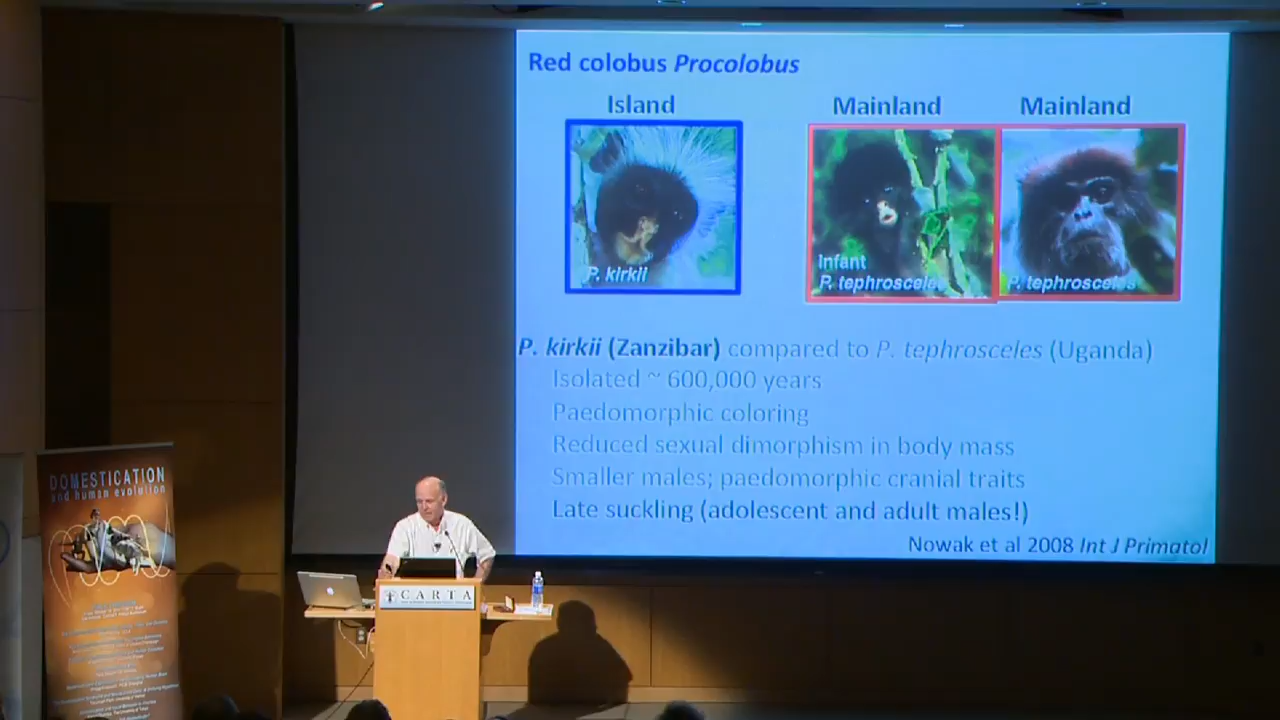 Red colobus Procolobus
Island
Mainland
Mainland
P. kirkii
Infant
P. tephrosceles
P. tephrosceles
P. kirkii (Zanzibar) compared to P. tephrosceles (Uganda)
Isolated ~ 600,000 years
Paedomorphic coloring
Reduced sexual dimorphism in body mass
Smaller males; paedomorphic cranial traits
Late suckling (adolescent and adult males!)
Nowak et al 2008 Int J Primatol
DOMESTICATION
and human evolution
CARTA